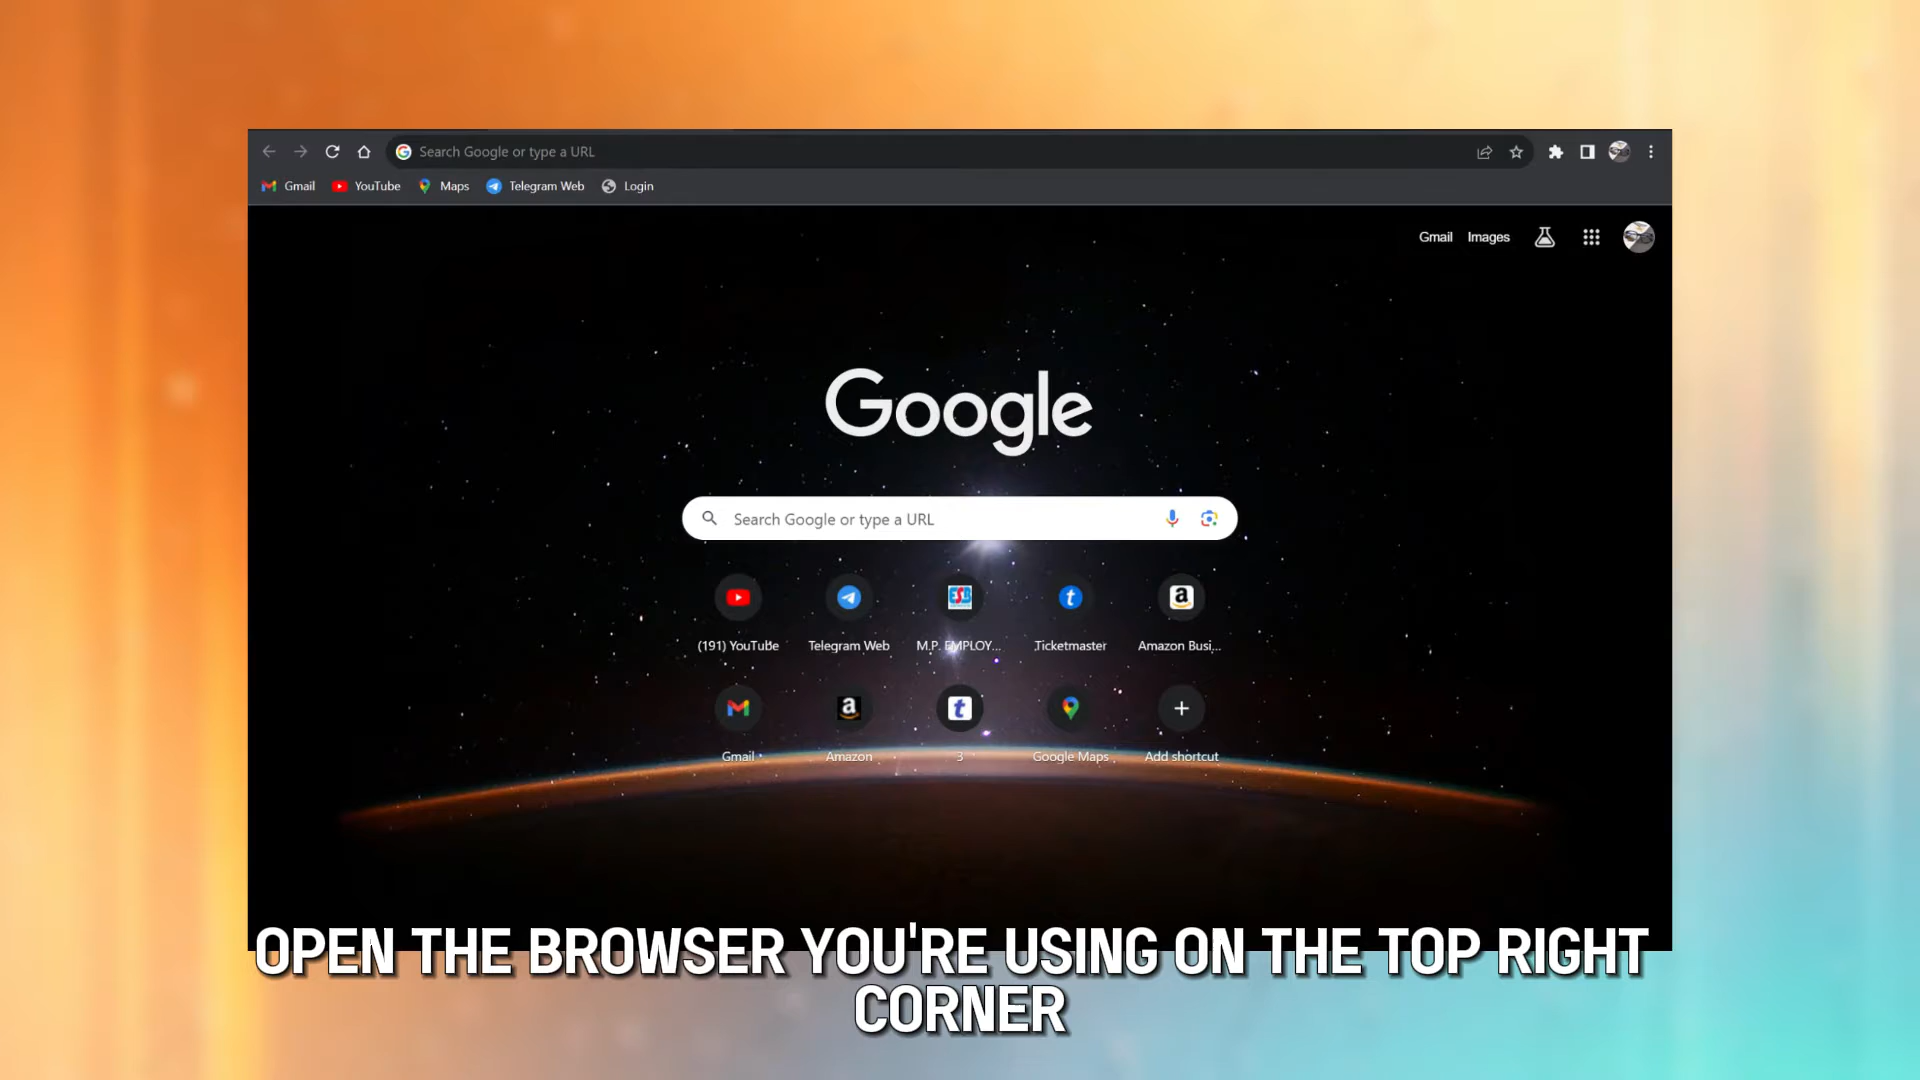 Search Google or type a URL
Gmail YouTube Maps Telegram Web Login
Gmail Images
Google
Search Google or type a URL
(191) YouTube Telegram Web M.P. EMPLOY... Ticketmaster Amazon Busi...
Gmail Amazon 3 Google Maps Add shortcut
OPEN THE BROWSER YOU'RE USING ON THE TOP RIGHT
CORNER